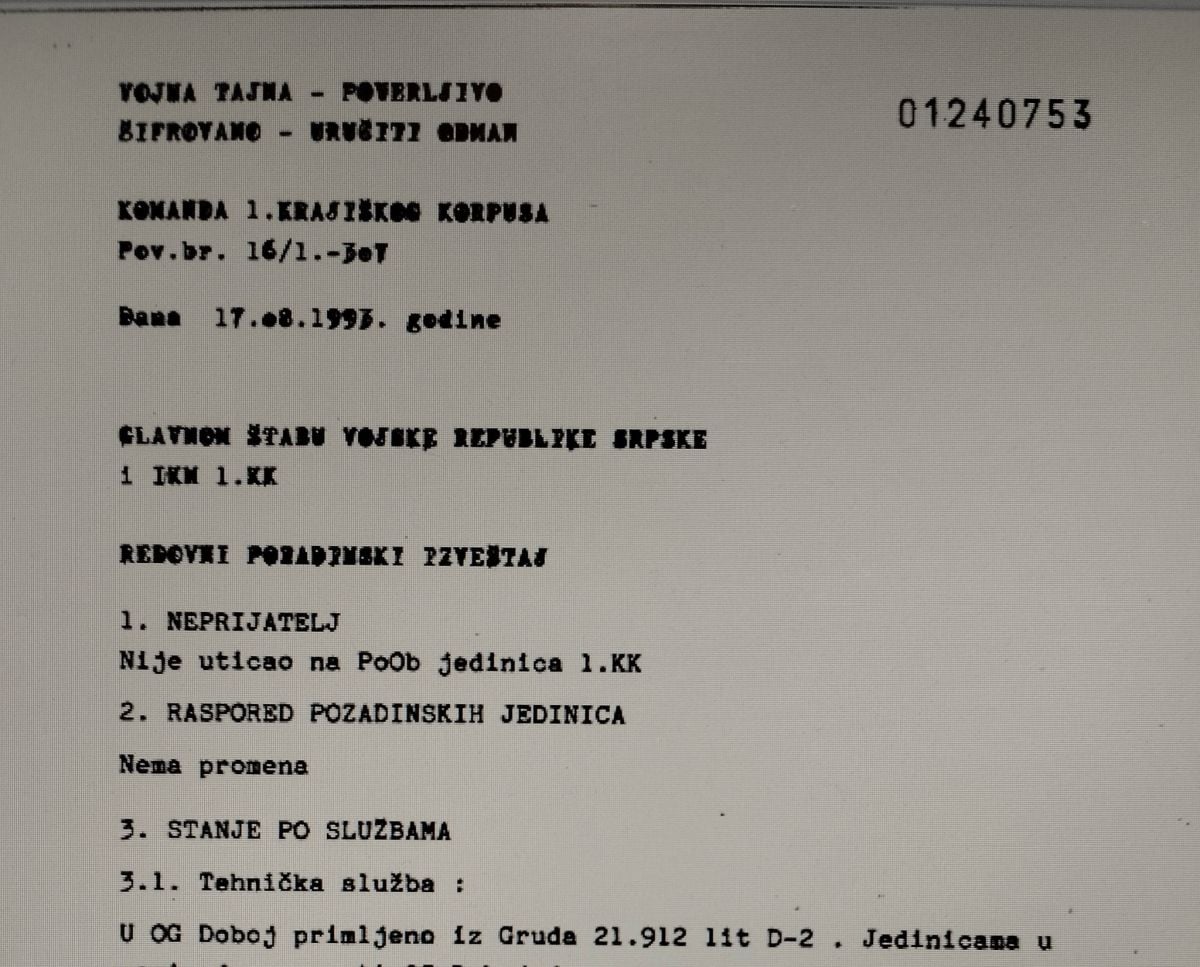 VOJNA TAJNA - POVERLJIVO
01240753
ŠIFROVANO - URUČITI ODMAH
KOMANDA 1.KRAJIŠKOG KORPUSA
Pov.br. 16/1.-3o7
Dana 17.o8.1993. godine
GLAVNOM ŠTABU VOJSKE REPUBLIKE SRPSKE
i IKM 1.KK
REDOVNI POZADINSKI IZVEŠTAJ
1. NEPRIJATELJ
Nije uticao na PoOb jedinica 1.KK
2. RASPORED POZADINSKIH JEDINICA
Nema promena
3. STANJE PO SLUŽBAMA
3.1. Tehnička služba :
U OG Doboj primljeno iz Gruda 21.912 lit D-2 . Jedinicama u